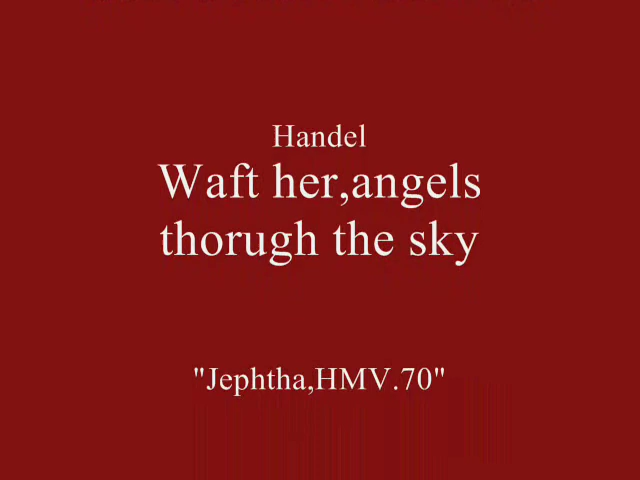 Handel
Waft her,angels
thorugh the sky
"Jephtha,HMV.70"